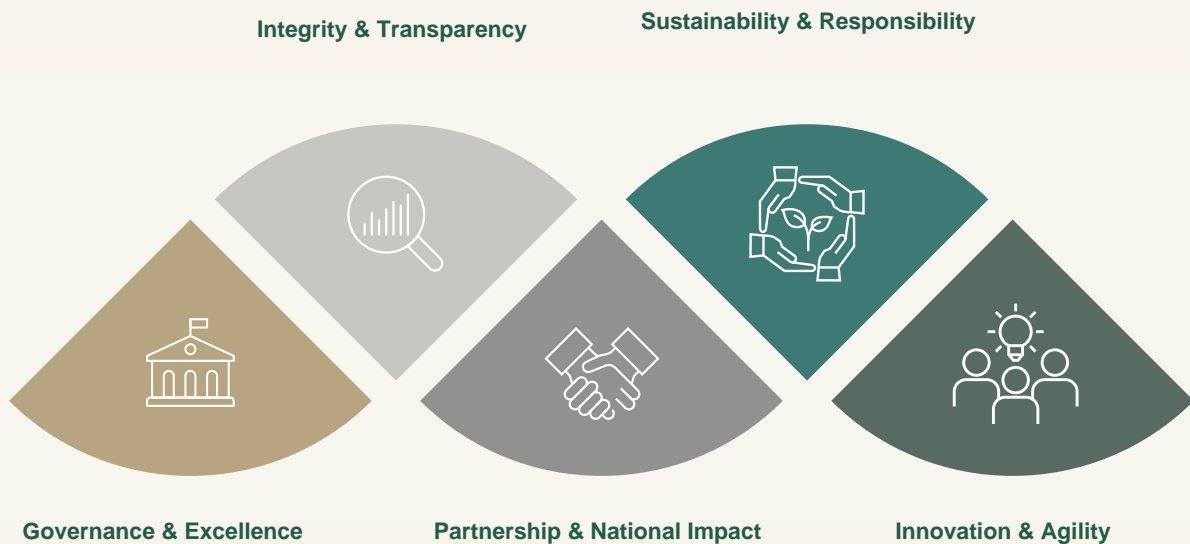 Integrity & Transparency
Sustainability & Responsibility
Governance & Excellence
Partnership & National Impact
Innovation & Agility